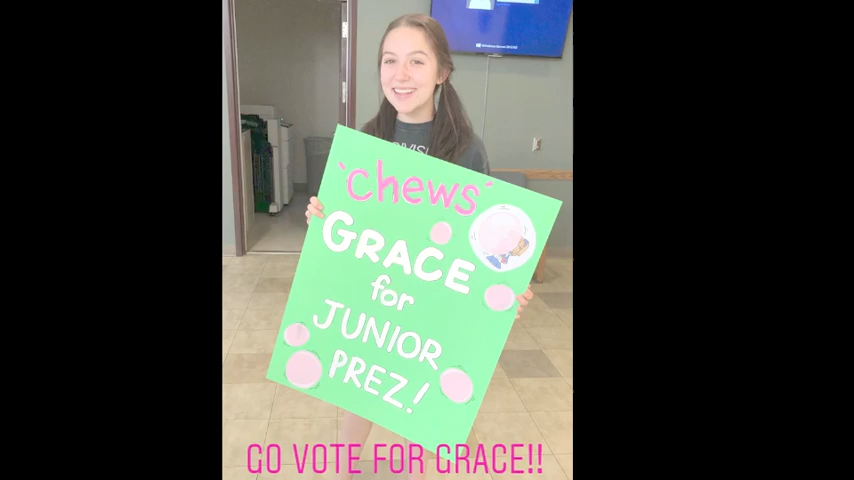 'chews'
GRACE
for
JUNIOR
PREZ!
GO VOTE FOR GRACE!!